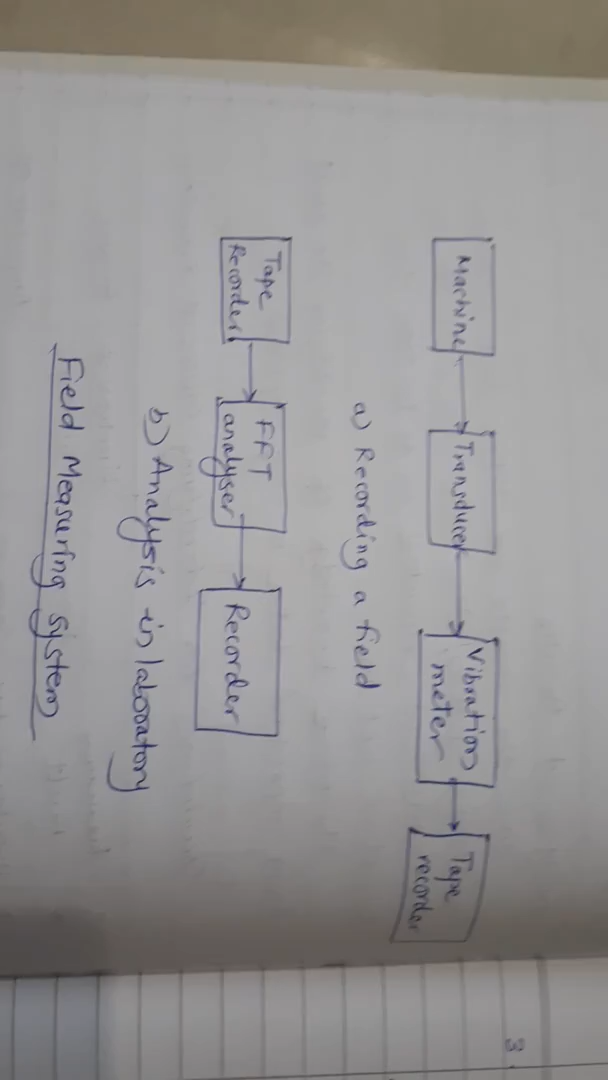 Machine
Transducer
Vibration
meter
Tape
recorder
a) Recording a field
Tape
Recorder
FFT
analyser
Recorder
b) Analysis in laboratory
Field Measuring system
3